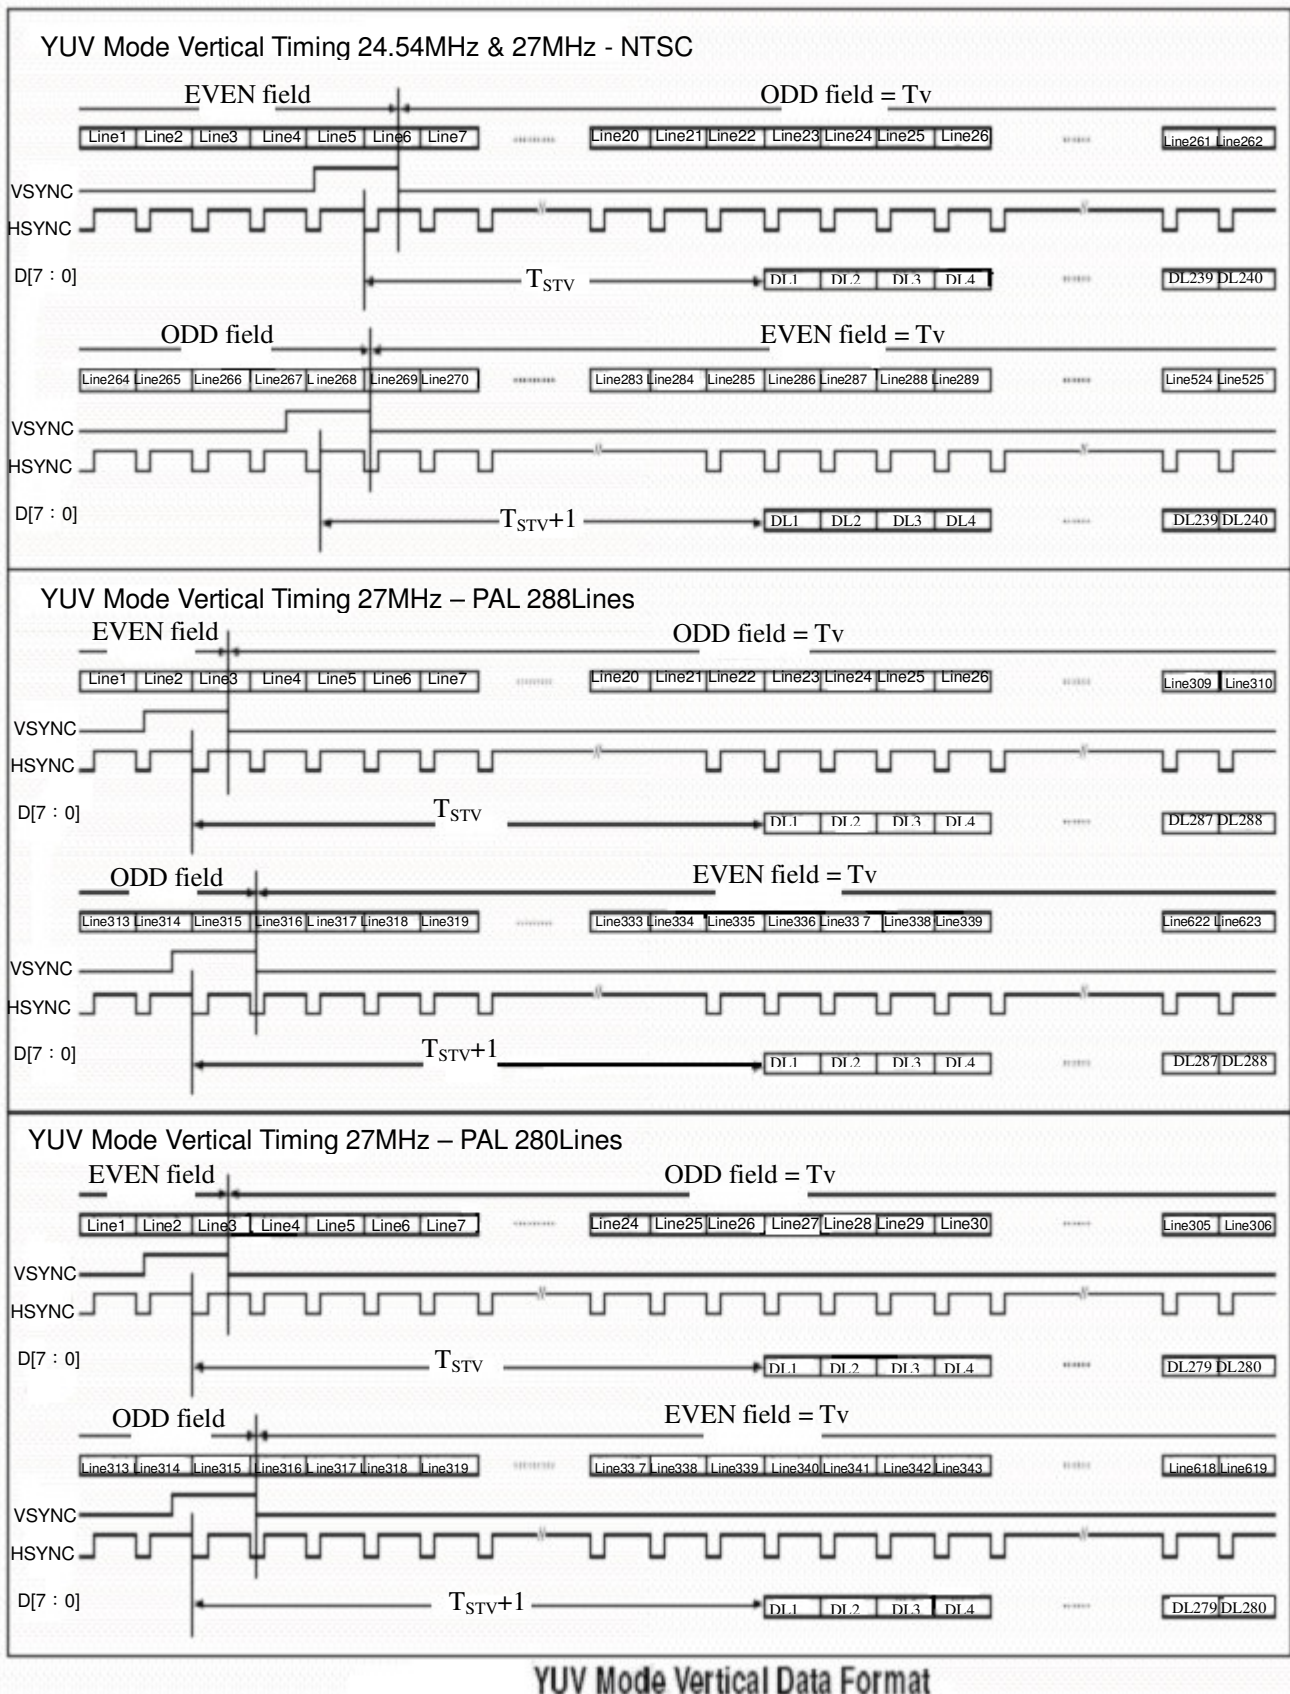 YUV Mode Vertical Timing 24.54MHz & 27MHz - NTSC
EVEN field ODD field = Tv
Line1 Line2 Line3 Line4 Line5 Line6 Line7 Line20 Line21 Line22 Line23 Line24 Line25 Line26 Line261 Line262
VSYNC
HSYNC
D[7：0] TSTV DL1 DL2 DL3 DL4 DL239 DL240
ODD field EVEN field = Tv
Line264 Line265 Line266 Line267 Line268 Line269 Line270 Line283 Line284 Line285 Line286 Line287 Line288 Line289 Line524 Line525
VSYNC
HSYNC
D[7：0] TSTV+1 DL1 DL2 DL3 DL4 DL239 DL240
YUV Mode Vertical Timing 27MHz – PAL 288Lines
EVEN field ODD field = Tv
Line1 Line2 Line3 Line4 Line5 Line6 Line7 Line20 Line21 Line22 Line23 Line24 Line25 Line26 Line309 Line310
VSYNC
HSYNC
D[7：0] TSTV DL1 DL2 DL3 DL4 DL287 DL288
ODD field EVEN field = Tv
Line313 Line314 Line315 Line316 Line317 Line318 Line319 Line333 Line334 Line335 Line336 Line33 7 Line338 Line339 Line622 Line623
VSYNC
HSYNC
D[7：0] TSTV+1 DL1 DL2 DL3 DL4 DL287 DL288
YUV Mode Vertical Timing 27MHz – PAL 280Lines
EVEN field ODD field = Tv
Line1 Line2 Line3 Line4 Line5 Line6 Line7 Line24 Line25 Line26 Line27 Line28 Line29 Line30 Line305 Line306
VSYNC
HSYNC
D[7：0] TSTV DL1 DL2 DL3 DL4 DL279 DL280
ODD field EVEN field = Tv
Line313 Line314 Line315 Line316 Line317 Line318 Line319 Line33 7 Line338 Line339 Line340 Line341 Line342 Line343 Line618 Line619
VSYNC
HSYNC
D[7：0] TSTV+1 DL1 DL2 DL3 DL4 DL279 DL280
YUV Mode Vertical Data Format